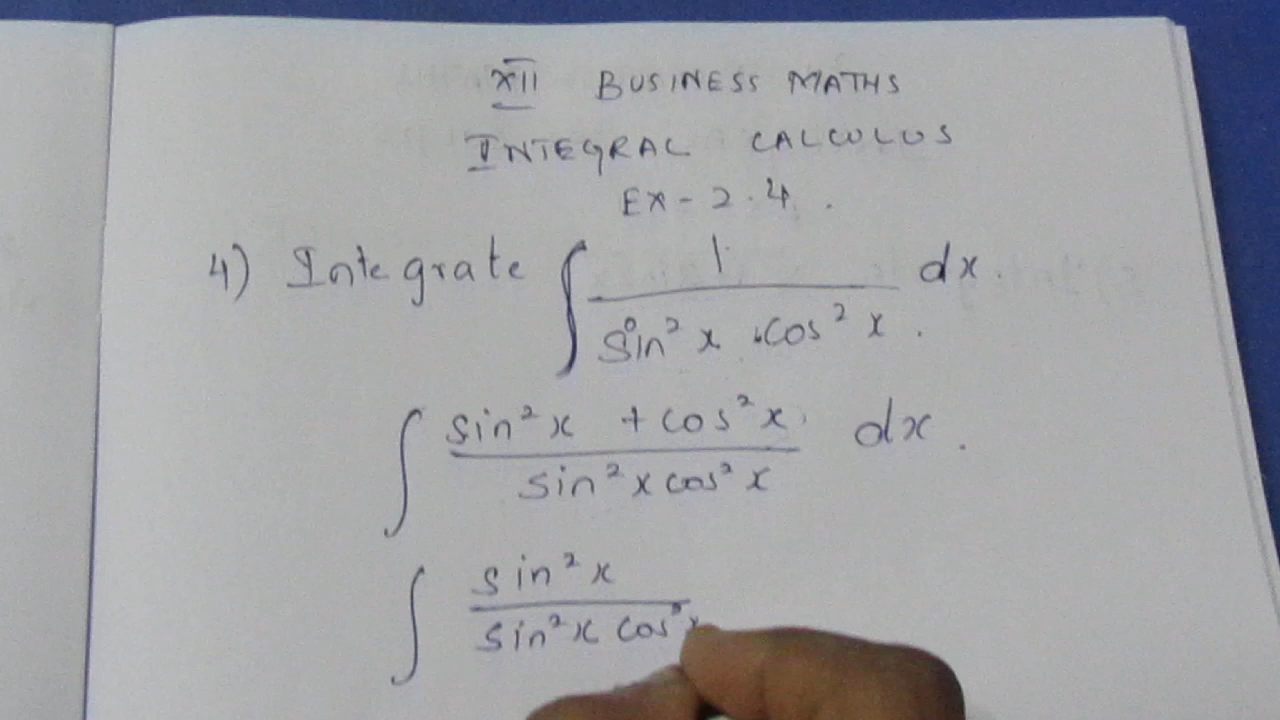 XII BUSINESS MATHS
INTEGRAL CALCULUS
EX-2.4.
4) Integrate ∫ 1 / sin²x · cos²x . dx.
∫ sin²x + cos²x / sin²x cos²x dx.
∫ sin²x / sin²x cos²x